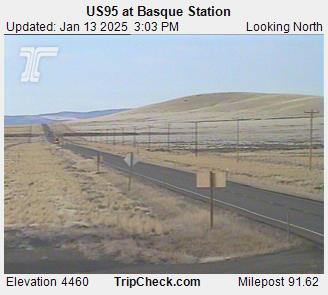 US95 at Basque Station
Updated: Jan 13 2025 3:03 PM Looking North
Elevation 4460 TripCheck.com Milepost 91.62